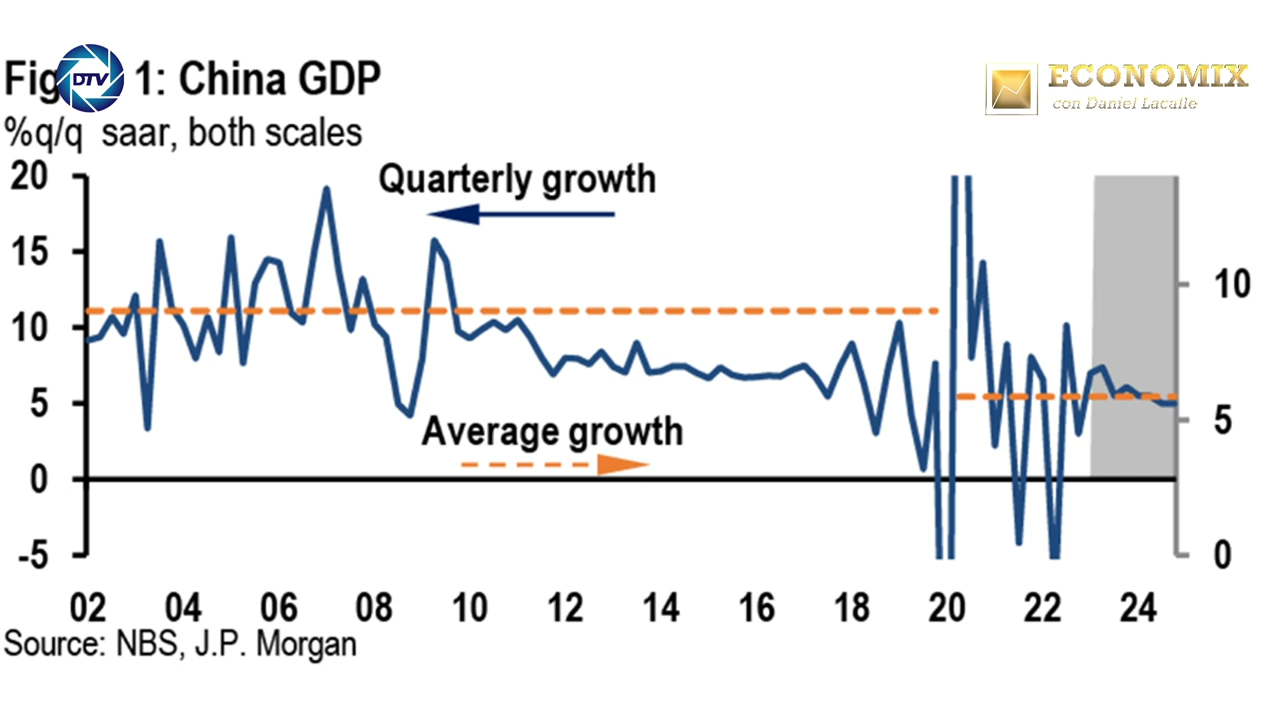 Fig 1: China GDP
DTV
ECONOMIX
con Daniel Lacalle
%q/q saar, both scales
20
15
10
5
0
-5
Quarterly growth
Average growth
10
5
0
02 04 06 08 10 12 14 16 18 20 22 24
Source: NBS, J.P. Morgan